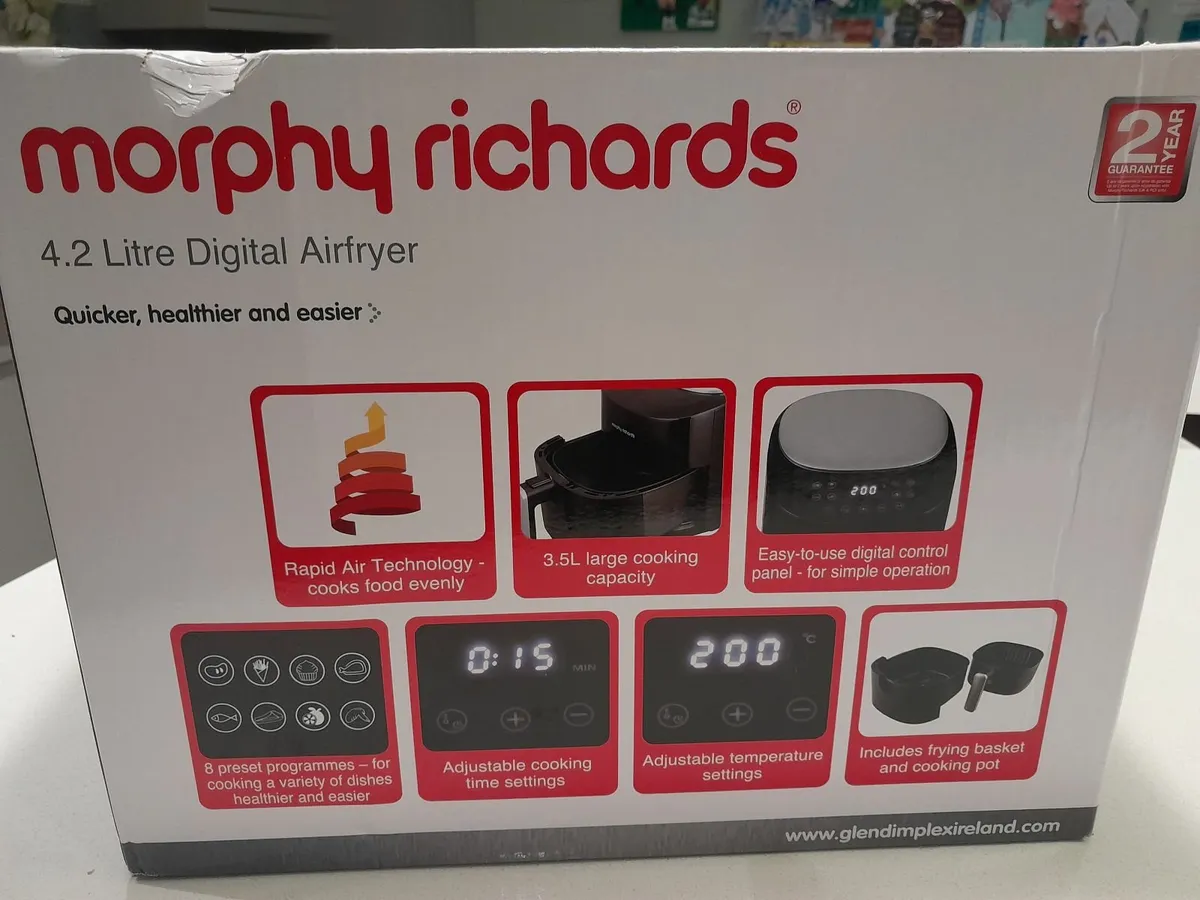 morphy richards®
2 YEAR
GUARANTEE
4.2 Litre Digital Airfryer
Quicker, healthier and easier
200
Rapid Air Technology -
cooks food evenly
3.5L large cooking
capacity
Easy-to-use digital control
panel - for simple operation
0:15
MIN
200
°C
8 preset programmes – for
cooking a variety of dishes
healthier and easier
Adjustable cooking
time settings
Adjustable temperature
settings
Includes frying basket
and cooking pot
www.glendimplexireland.com